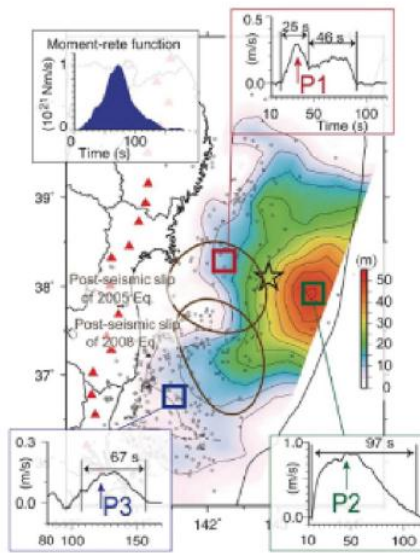 Moment-rete function
1
(10²¹ Nm/s)
0
100
Time (s)
0.5
(m/s)
0.0
25 s
46 s
P1
10 50 100
Time (s)
39°
38°
37°
142°
Post-seismic slip
of 2005 Eq.
Post-seismic slip
of 2008 Eq.
(m)
50
40
30
20
10
0
0.3
(m/s)
0.0
67 s
P3
80 100 150
1.0
(m/s)
0.0
97 s
P2
10 50 100